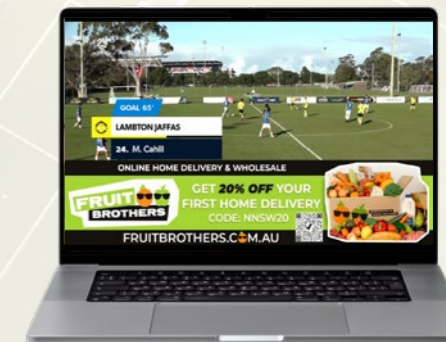 GOAL 65'
LAMBTON JAFFAS
24. M. Cahill
ONLINE HOME DELIVERY & WHOLESALE
FRUIT
BROTHERS
GET 20% OFF YOUR
FIRST HOME DELIVERY
CODE: NNSW20
FRUITBROTHERS.COM.AU